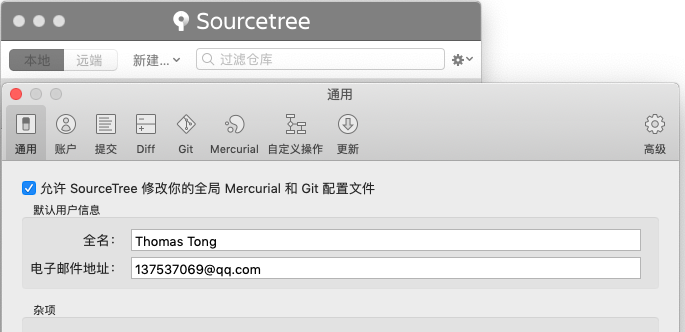 Sourcetree
本地 远端 新建... 过滤仓库
通用
通用 账户 提交 Diff Git Mercurial 自定义操作 更新 高级
允许 SourceTree 修改你的全局 Mercurial 和 Git 配置文件
默认用户信息
全名： Thomas Tong
电子邮件地址： 137537069@qq.com
杂项